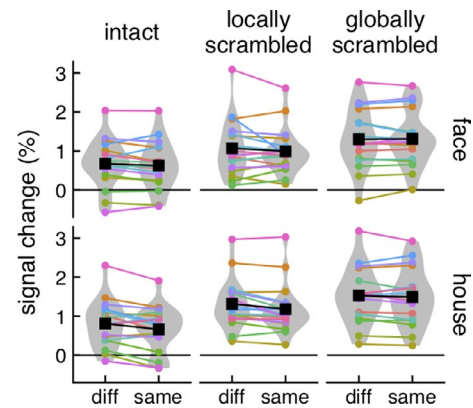 intact
locally
scrambled
globally
scrambled
signal change (%)
3
2
1
0
face
3
2
1
0
house
diff same diff same diff same